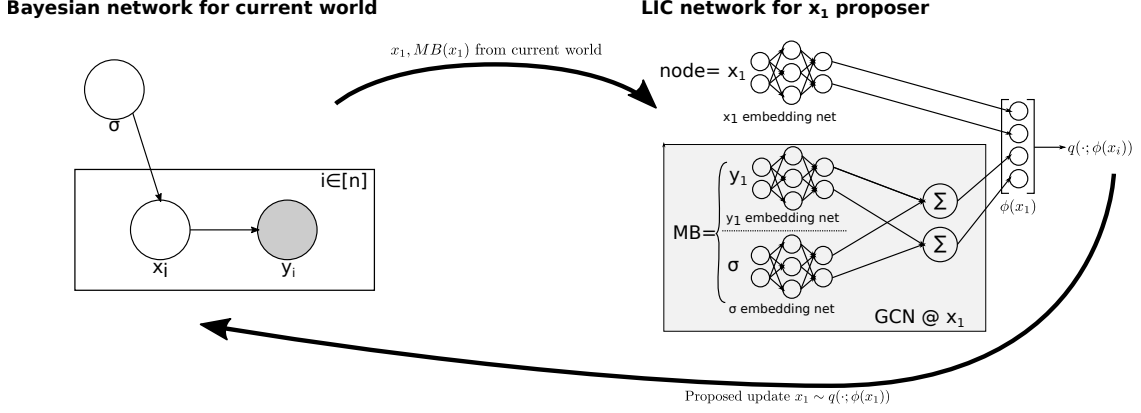 Bayesian network for current world
σ
i∈[n]
xᵢ
yᵢ
x₁, MB(x₁) from current world
LIC network for x₁ proposer
node= x₁
x₁ embedding net
MB=
y₁
y₁ embedding net
σ
σ embedding net
Σ
Σ
GCN @ x₁
ϕ(x₁)
q(·; ϕ(xᵢ))
Proposed update x₁ ∼ q(·; ϕ(x₁))